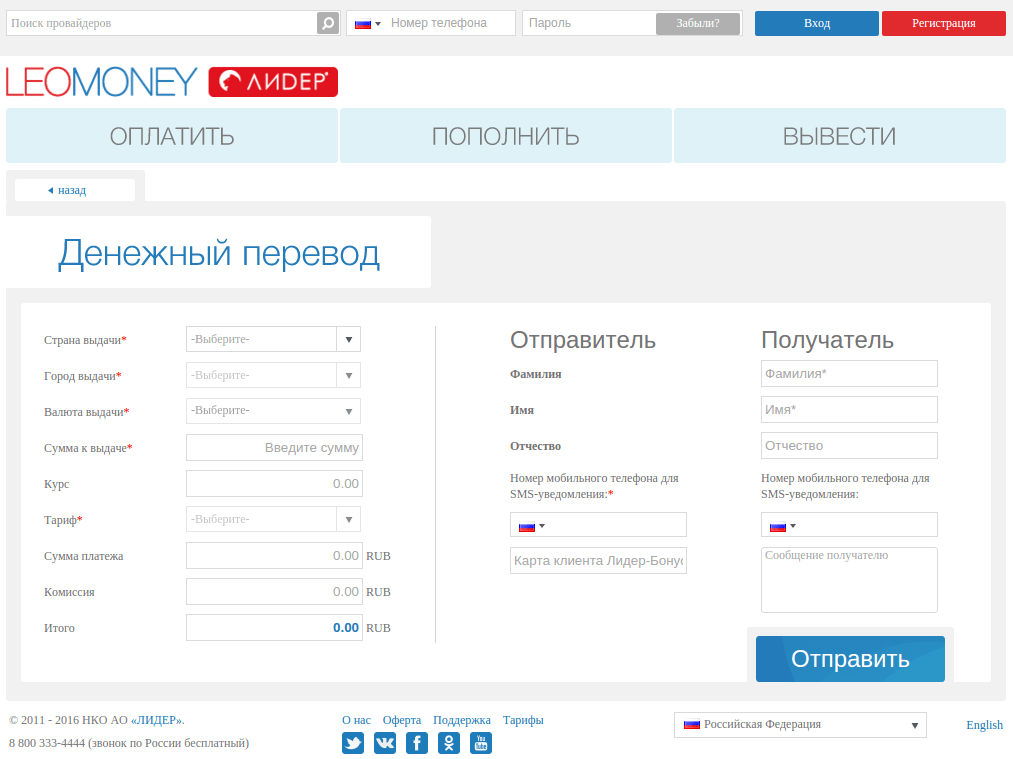 Поиск провайдеров
Номер телефона
Пароль
Забыли?
Вход
Регистрация
LEOMONEY ЛИДЕР
ОПЛАТИТЬ
ПОПОЛНИТЬ
ВЫВЕСТИ
назад
Денежный перевод
Страна выдачи*
-Выберите-
Город выдачи*
-Выберите-
Валюта выдачи*
-Выберите-
Сумма к выдаче*
Введите сумму
Курс
0.00
Тариф*
-Выберите-
Сумма платежа
0.00 RUB
Комиссия
0.00 RUB
Итого
0.00 RUB
Отправитель
Фамилия
Имя
Отчество
Номер мобильного телефона для
SMS-уведомления:*
Карта клиента Лидер-Бонус
Получатель
Фамилия*
Имя*
Отчество
Номер мобильного телефона для
SMS-уведомления:
Сообщение получателю
Отправить
© 2011 - 2016 НКО АО «ЛИДЕР».
8 800 333-4444 (звонок по России бесплатный)
О нас Оферта Поддержка Тарифы
You
Tube
Российская Федерация
English